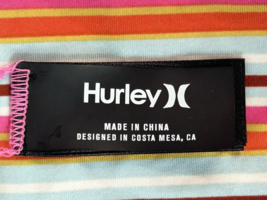 Hurley
MADE IN CHINA
DESIGNED IN COSTA MESA, CA